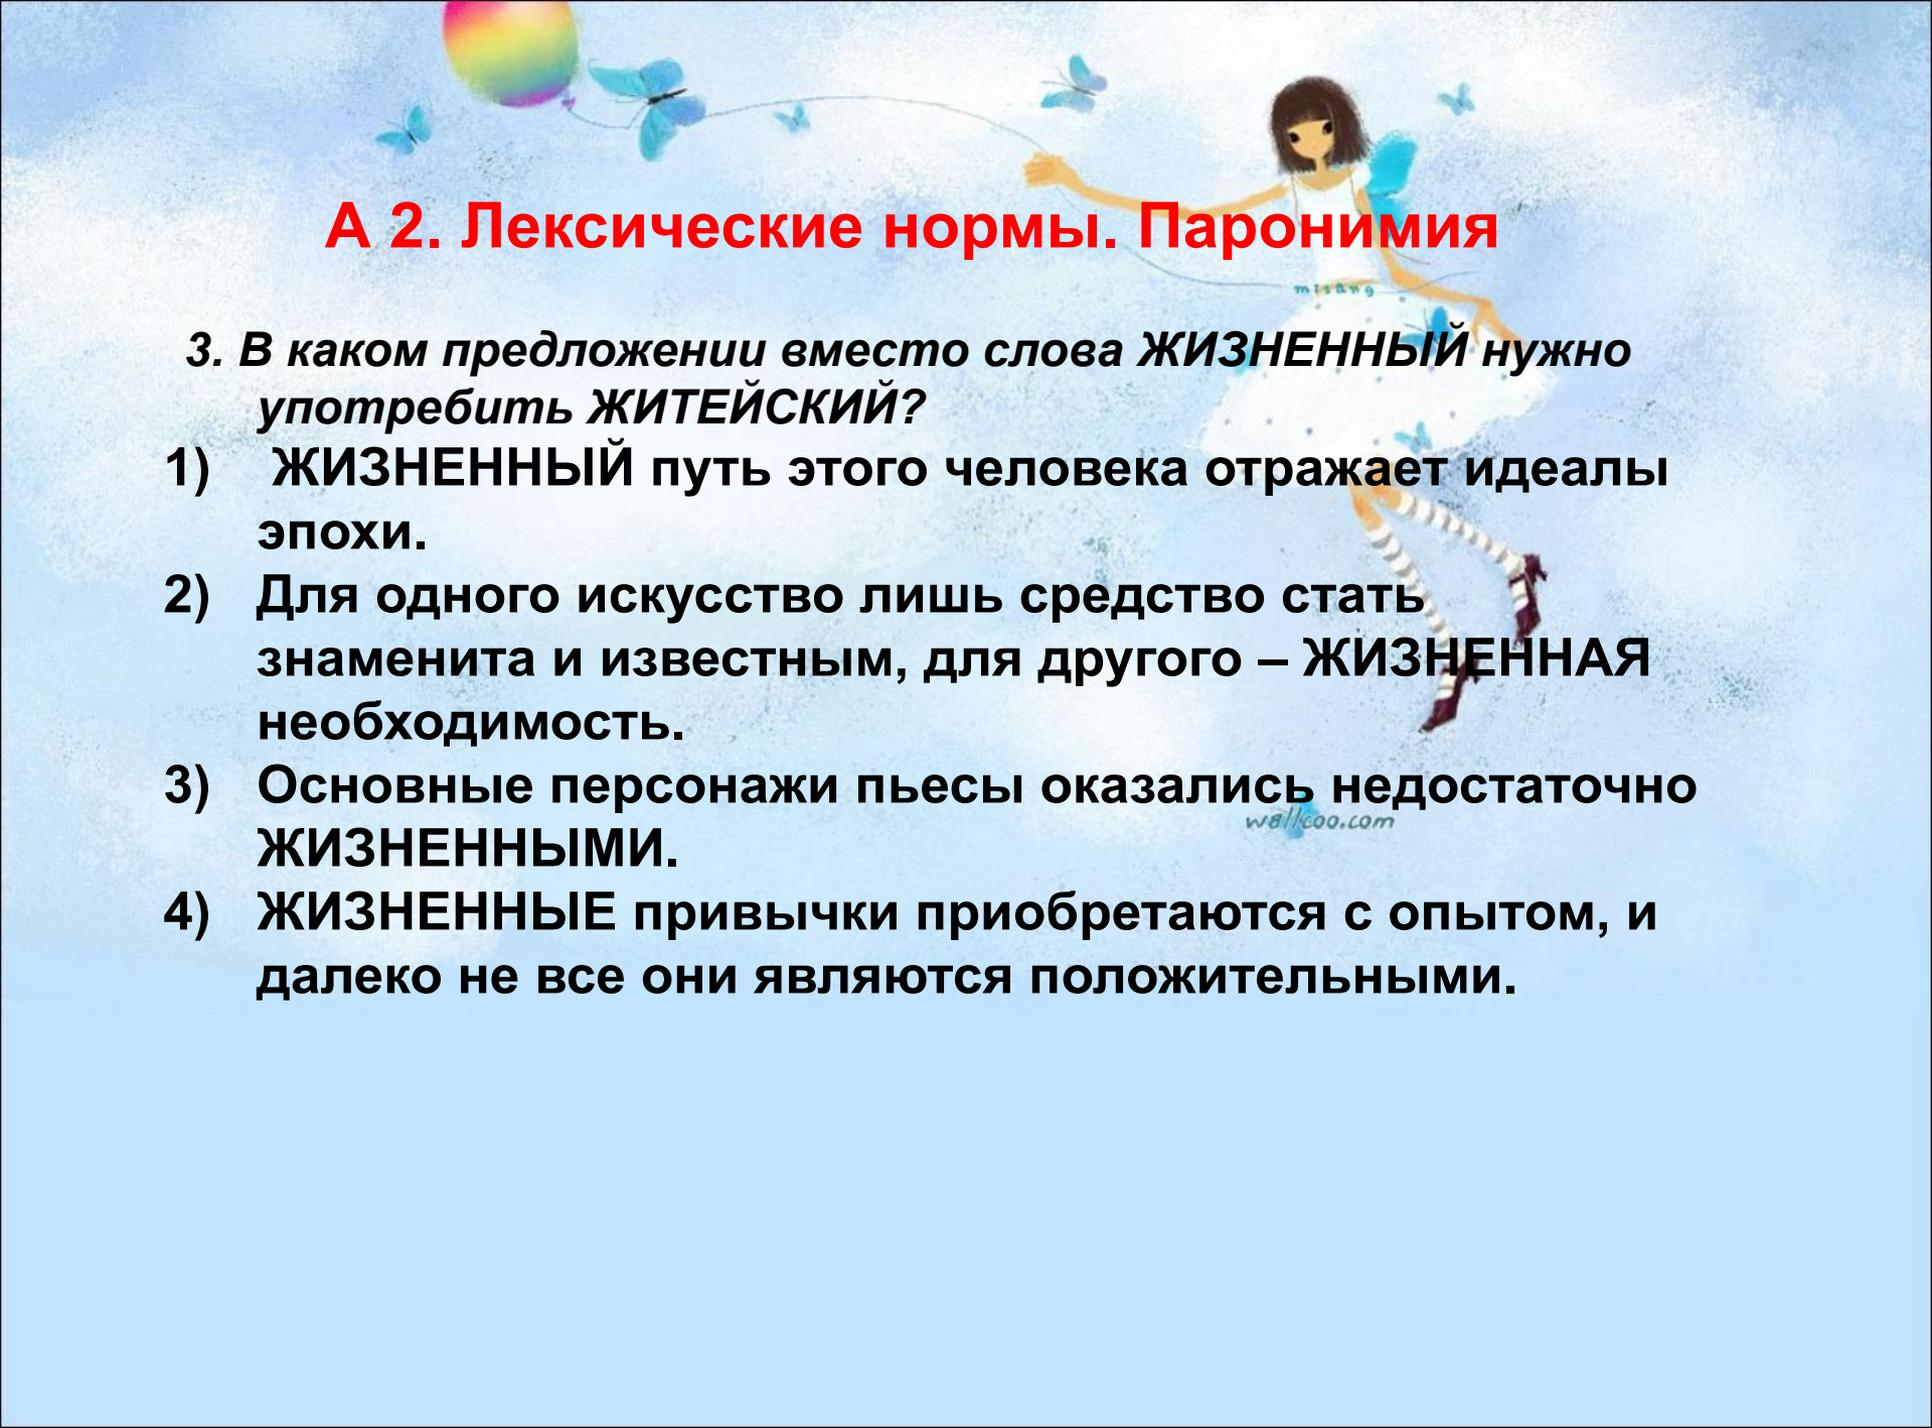 А 2. Лексические нормы. Паронимия
misàng
3. В каком предложении вместо слова ЖИЗНЕННЫЙ нужно
употребить ЖИТЕЙСКИЙ?
1) ЖИЗНЕННЫЙ путь этого человека отражает идеалы
эпохи.
2) Для одного искусство лишь средство стать
знаменита и известным, для другого – ЖИЗНЕННАЯ
необходимость.
3) Основные персонажи пьесы оказались недостаточно
wallcoo.com
ЖИЗНЕННЫМИ.
4) ЖИЗНЕННЫЕ привычки приобретаются с опытом, и
далеко не все они являются положительными.